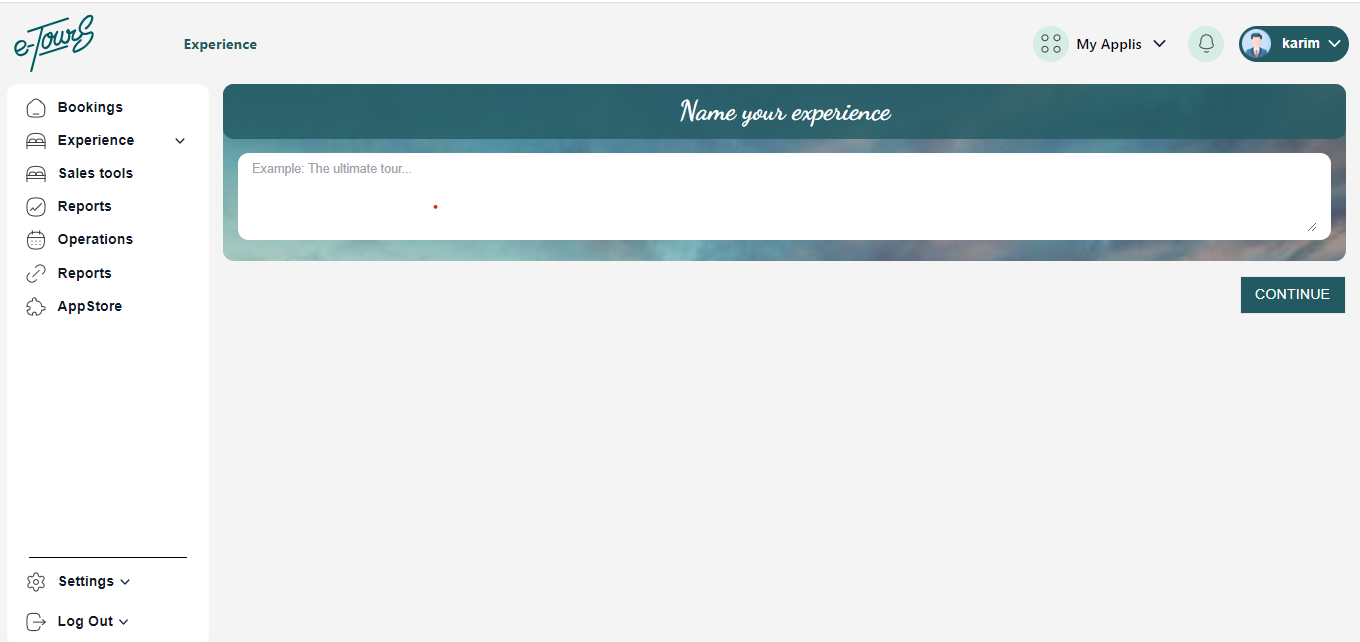 e-Tours
Experience
My Applis
karim
Bookings
Experience
Sales tools
Reports
Operations
Reports
AppStore
Settings
Log Out
Name your experience
Example: The ultimate tour...
CONTINUE